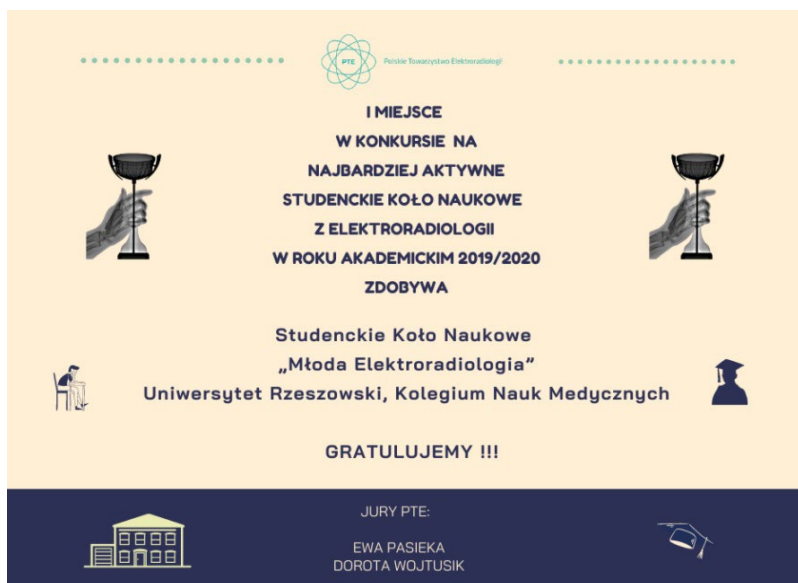 PTE
Polskie Towarzystwo Elektroradiologii
I MIEJSCE
W KONKURSIE NA
NAJBARDZIEJ AKTYWNE
STUDENCKIE KOŁO NAUKOWE
Z ELEKTRORADIOLOGII
W ROKU AKADEMICKIM 2019/2020
ZDOBYWA
Studenckie Koło Naukowe
„Młoda Elektroradiologia”
Uniwersytet Rzeszowski, Kolegium Nauk Medycznych
GRATULUJEMY !!!
JURY PTE:
EWA PASIEKA
DOROTA WOJTUSIK